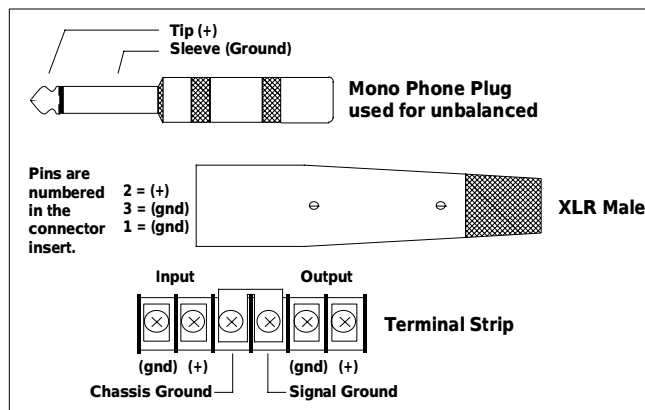 Tip (+)
Sleeve (Ground)
Mono Phone Plug
used for unbalanced
Pins are
numbered
in the
connector
insert.
2 = (+)
3 = (gnd)
1 = (gnd)
XLR Male
Input
Output
Terminal Strip
(gnd) (+)
(gnd) (+)
Chassis Ground
Signal Ground